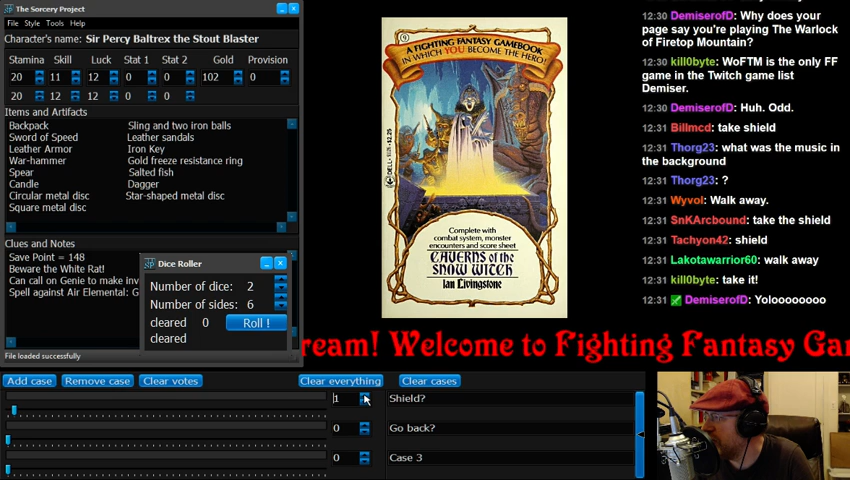 The Sorcery Project
File Style Tools Help
Character's name: Sir Percy Baltrex the Stout Blaster
Stamina Skill Luck Stat 1 Stat 2 Gold Provision
20 11 12 0 0 102 0
20 12 12 0 0
Items and Artifacts
Backpack Sling and two iron balls
Sword of Speed Leather sandals
Leather Armor Iron Key
War-hammer Gold freeze resistance ring
Spear Salted fish
Candle Dagger
Circular metal disc Star-shaped metal disc
Square metal disc
Clues and Notes
Save Point = 148
Beware the White Rat!
Can call on Genie to make inv
Spell against Air Elemental: G
File loaded successfully
Dice Roller
Number of dice: 2
Number of sides: 6
cleared 0 Roll !
cleared
A FIGHTING FANTASY GAMEBOOK
IN WHICH YOU BECOME THE HERO!
Complete with
combat system, monster
encounters and score sheet
CAVERNS OF THE
SNOW WITCH
Ian Livingstone
12:30 DemiserofD: Why does your
page say you're playing The Warlock
of Firetop Mountain?
12:30 kill0byte: WoFTM is the only FF
game in the Twitch game list
Demiser.
12:30 DemiserofD: Huh. Odd.
12:31 Billmcd: take shield
12:31 Thorg23: what was the music in
the background
12:31 Thorg23: ?
12:31 Wyvol: Walk away.
12:31 SnKArcbound: take the shield
12:31 Tachyon42: shield
12:31 Lakotawarrior60: walk away
12:31 kill0byte: take it!
12:31 DemiserofD: Yoloooooooo
ream! Welcome to Fighting Fantasy Gam
Add case Remove case Clear votes Clear everything Clear cases
1 Shield?
0 Go back?
0 Case 3